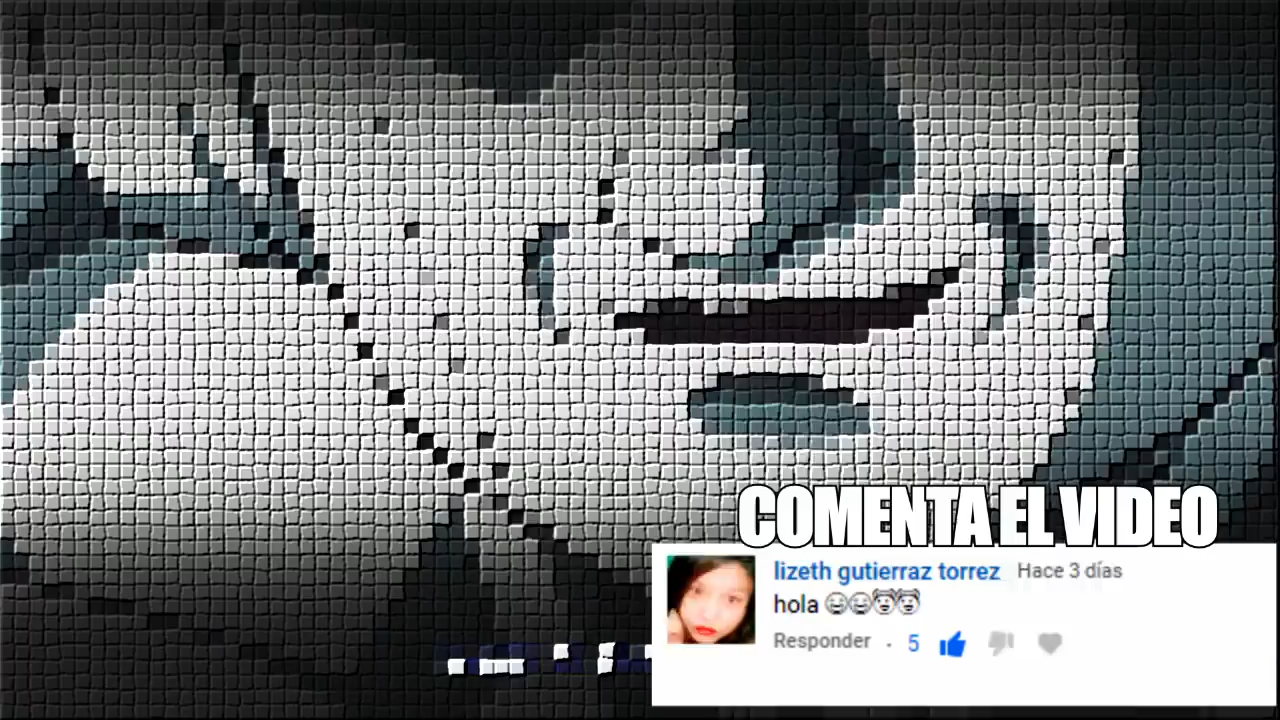 COMENTA EL VIDEO
lizeth gutierraz torrez Hace 3 días
hola 😄😄😇😇
Responder · 5